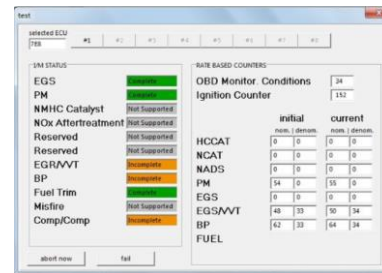 test
selected ECU
7E8
#1 #2 #3 #4 #5 #6 #7 #8
I/M STATUS
EGS Complete
PM Complete
NMHC Catalyst Not Supported
NOx Aftertreatment Not Supported
Reserved Not Supported
Reserved Not Supported
EGR/VVT Incomplete
BP Incomplete
Fuel Trim Complete
Misfire Not Supported
Comp/Comp Incomplete
abort now fail
RATE BASED COUNTERS
OBD Monitor. Conditions 34
Ignition Counter 152
initial current
nom. | denom. nom. | denom.
HCCAT 0 0 0 0
NCAT 0 0 0 0
NADS 0 0 0 0
PM 54 0 55 0
EGS 0 0 0 0
EGS/VVT 48 33 50 34
BP 62 33 64 34
FUEL